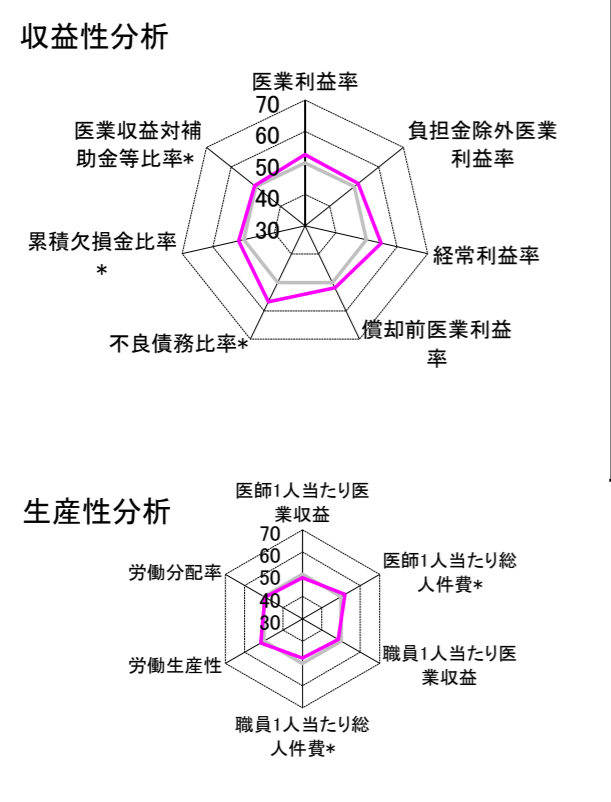 収益性分析
医業利益率
70
60
50
40
30
負担金除外医業
利益率
経常利益率
償却前医業利益
率
不良債務比率*
累積欠損金比率
*
医業収益対補
助金等比率*
生産性分析
医師1人当たり医
業収益
70
60
50
40
30
医師1人当たり総
人件費*
職員1人当たり医
業収益
職員1人当たり総
人件費*
労働生産性
労働分配率